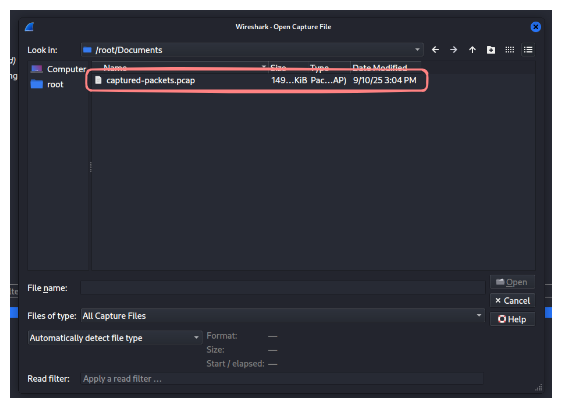 Wireshark - Open Capture File
Look in: /root/Documents
Computer
root
Name Size Type Date Modified
captured-packets.pcap 149...KiB Pac...AP) 9/10/25 3:04 PM
File name: Open
Files of type: All Capture Files Cancel
Help
Automatically detect file type
Format: —
Size: —
Start / elapsed: —
Read filter: Apply a read filter ...